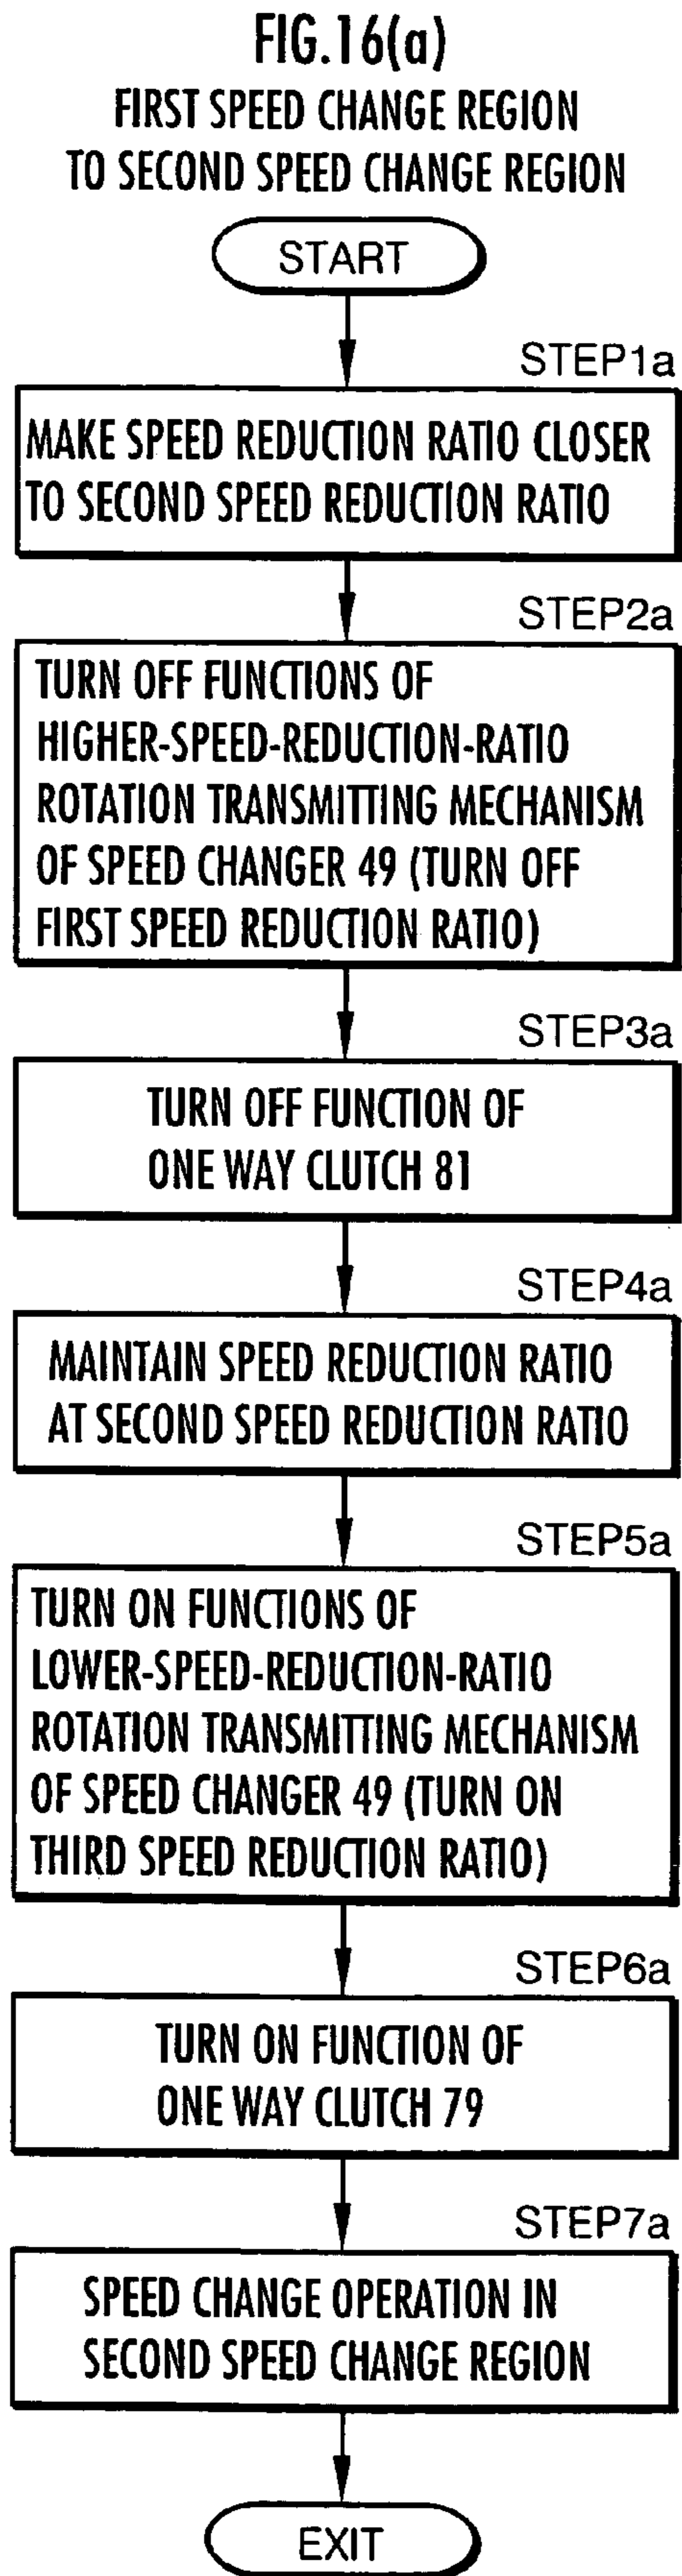 FIG.16(a)
FIRST SPEED CHANGE REGION
TO SECOND SPEED CHANGE REGION
START
STEP1a
MAKE SPEED REDUCTION RATIO CLOSER
TO SECOND SPEED REDUCTION RATIO
STEP2a
TURN OFF FUNCTIONS OF
HIGHER-SPEED-REDUCTION-RATIO
ROTATION TRANSMITTING MECHANISM
OF SPEED CHANGER 49 (TURN OFF
FIRST SPEED REDUCTION RATIO)
STEP3a
TURN OFF FUNCTION OF
ONE WAY CLUTCH 81
STEP4a
MAINTAIN SPEED REDUCTION RATIO
AT SECOND SPEED REDUCTION RATIO
STEP5a
TURN ON FUNCTIONS OF
LOWER-SPEED-REDUCTION-RATIO
ROTATION TRANSMITTING MECHANISM
OF SPEED CHANGER 49 (TURN ON
THIRD SPEED REDUCTION RATIO)
STEP6a
TURN ON FUNCTION OF
ONE WAY CLUTCH 79
STEP7a
SPEED CHANGE OPERATION IN
SECOND SPEED CHANGE REGION
EXIT